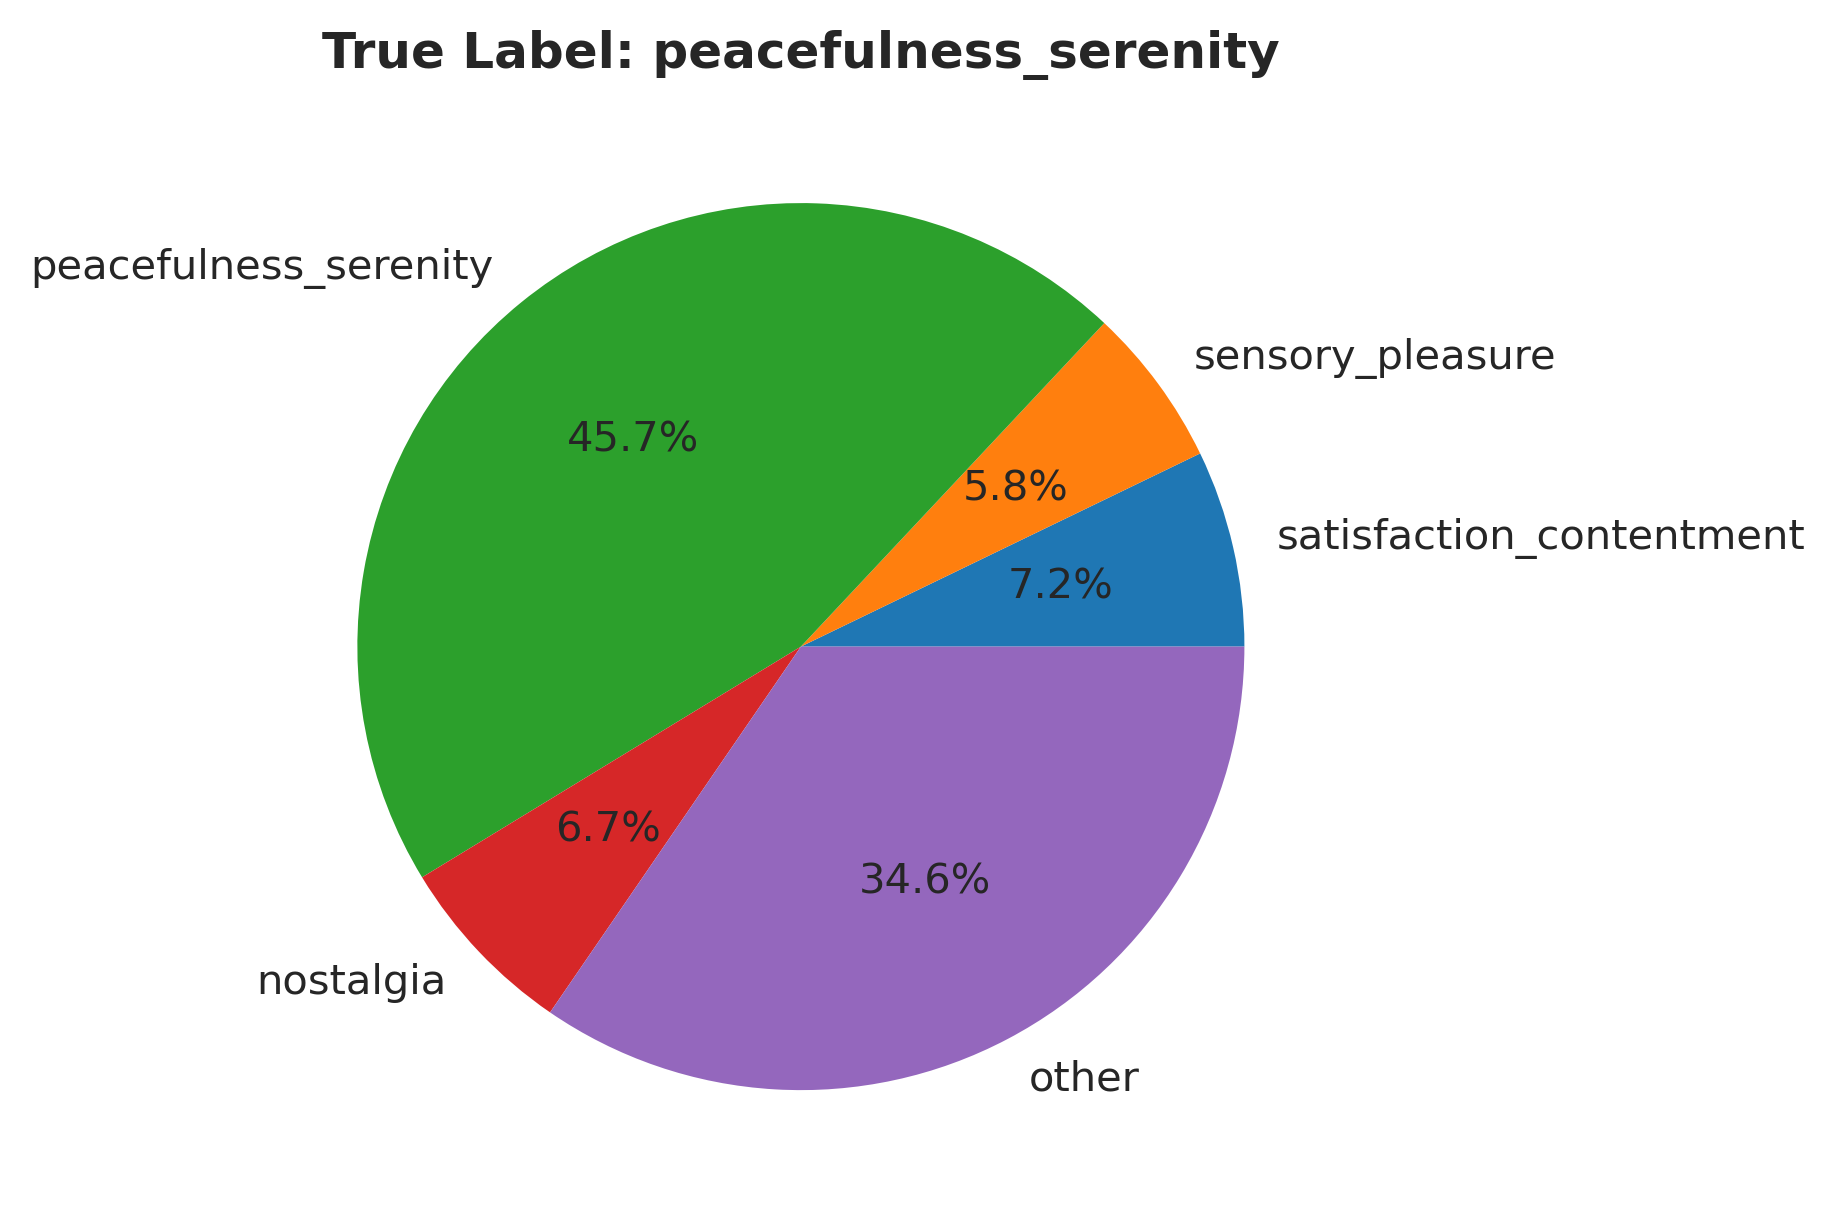 True Label: peacefulness_serenity
peacefulness_serenity
sensory_pleasure
45.7%
5.8%
satisfaction_contentment
7.2%
6.7%
34.6%
nostalgia
other